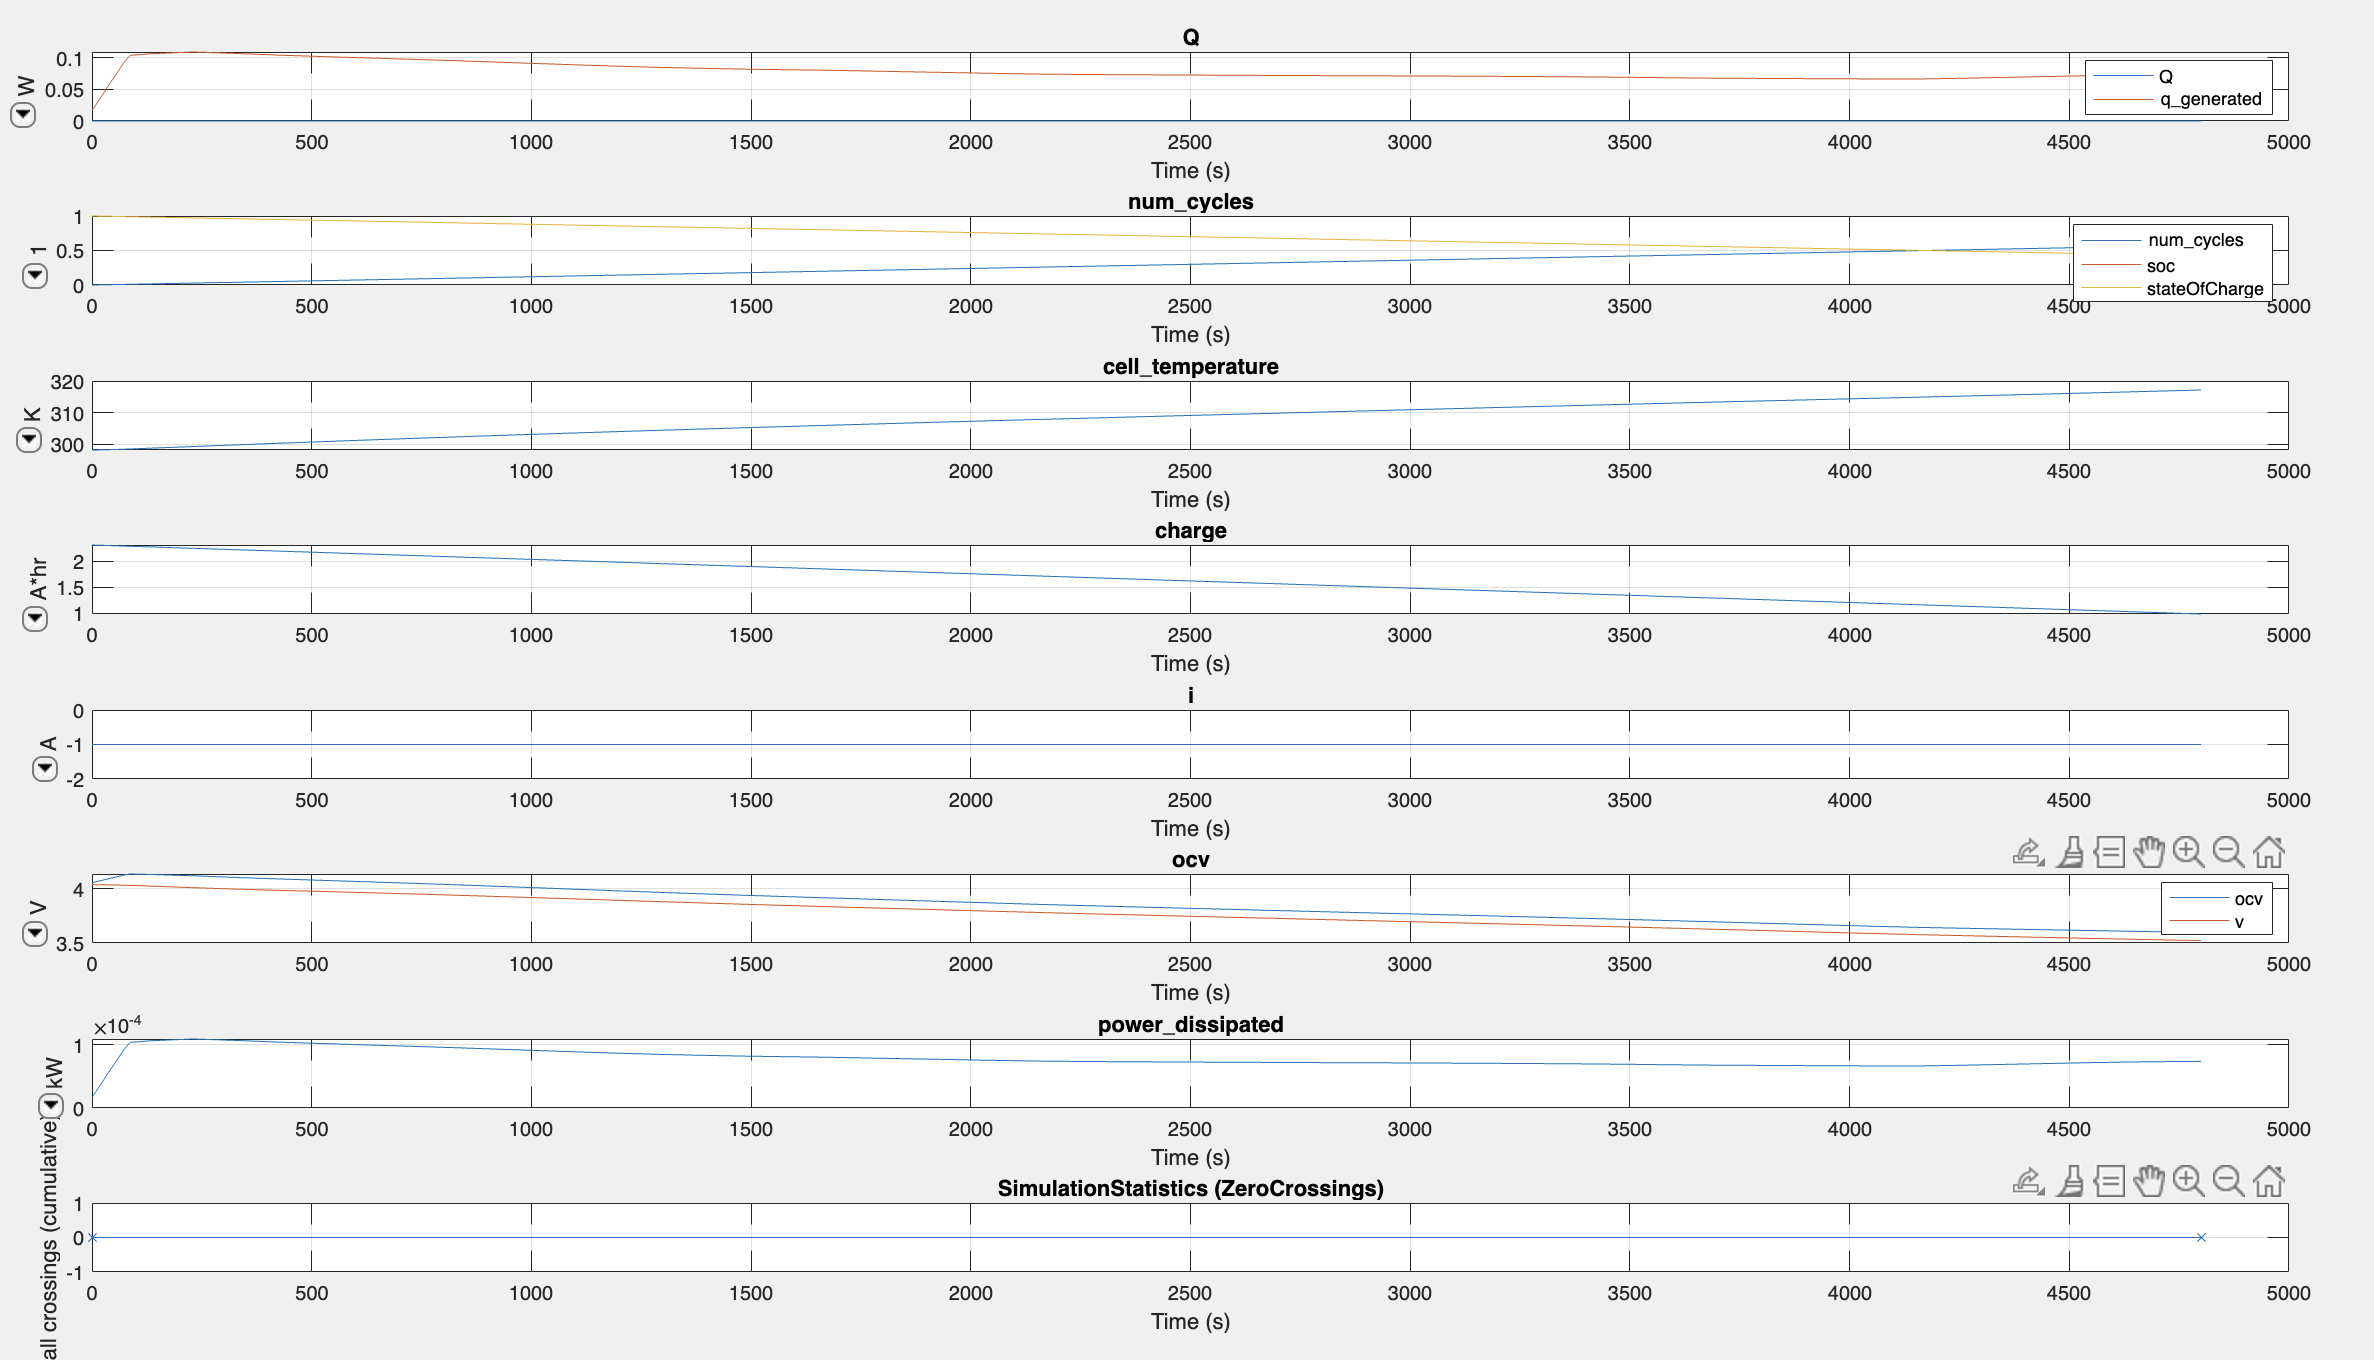 Q
0.1
0.05
0
W
Q
q_generated
0 500 1000 1500 2000 2500 3000 3500 4000 4500 5000
Time (s)
num_cycles
1
0.5
0
1
num_cycles
soc
stateOfCharge
0 500 1000 1500 2000 2500 3000 3500 4000 4500 5000
Time (s)
cell_temperature
320
310
300
K
0 500 1000 1500 2000 2500 3000 3500 4000 4500 5000
Time (s)
charge
2
1.5
1
A*hr
0 500 1000 1500 2000 2500 3000 3500 4000 4500 5000
Time (s)
i
0
-1
-2
A
0 500 1000 1500 2000 2500 3000 3500 4000 4500 5000
Time (s)
ocv
4
3.5
V
ocv
v
0 500 1000 1500 2000 2500 3000 3500 4000 4500 5000
Time (s)
power_dissipated
×10-4
1
0
kW
0 500 1000 1500 2000 2500 3000 3500 4000 4500 5000
Time (s)
SimulationStatistics (ZeroCrossings)
1
0
-1
all crossings (cumulative)
0 500 1000 1500 2000 2500 3000 3500 4000 4500 5000
Time (s)